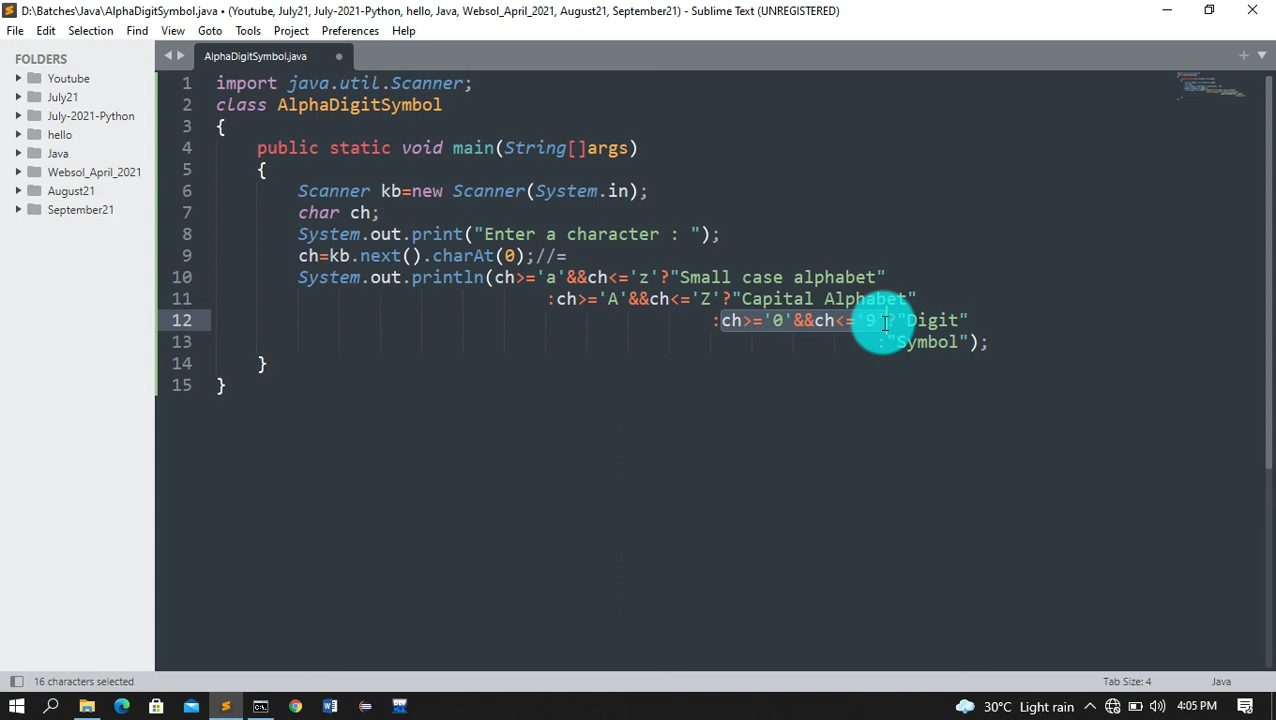 D:\Batches\Java\AlphaDigitSymbol.java • (Youtube, July21, July-2021-Python, hello, Java, Websol_April_2021, August21, September21) - Sublime Text (UNREGISTERED)
File Edit Selection Find View Goto Tools Project Preferences Help
FOLDERS
Youtube
July21
July-2021-Python
hello
Java
Websol_April_2021
August21
September21
AlphaDigitSymbol.java
1 import java.util.Scanner;
2 class AlphaDigitSymbol
3 {
4 public static void main(String[]args)
5 {
6 Scanner kb=new Scanner(System.in);
7 char ch;
8 System.out.print("Enter a character : ");
9 ch=kb.next().charAt(0);//=
10 System.out.println(ch>='a'&&ch<='z'?"Small case alphabet"
11 :ch>='A'&&ch<='Z'?"Capital Alphabet"
12 :ch>='0'&&ch<='9'?"Digit"
13 :"Symbol");
14 }
15 }
16 characters selected Tab Size: 4 Java
30°C Light rain 4:05 PM